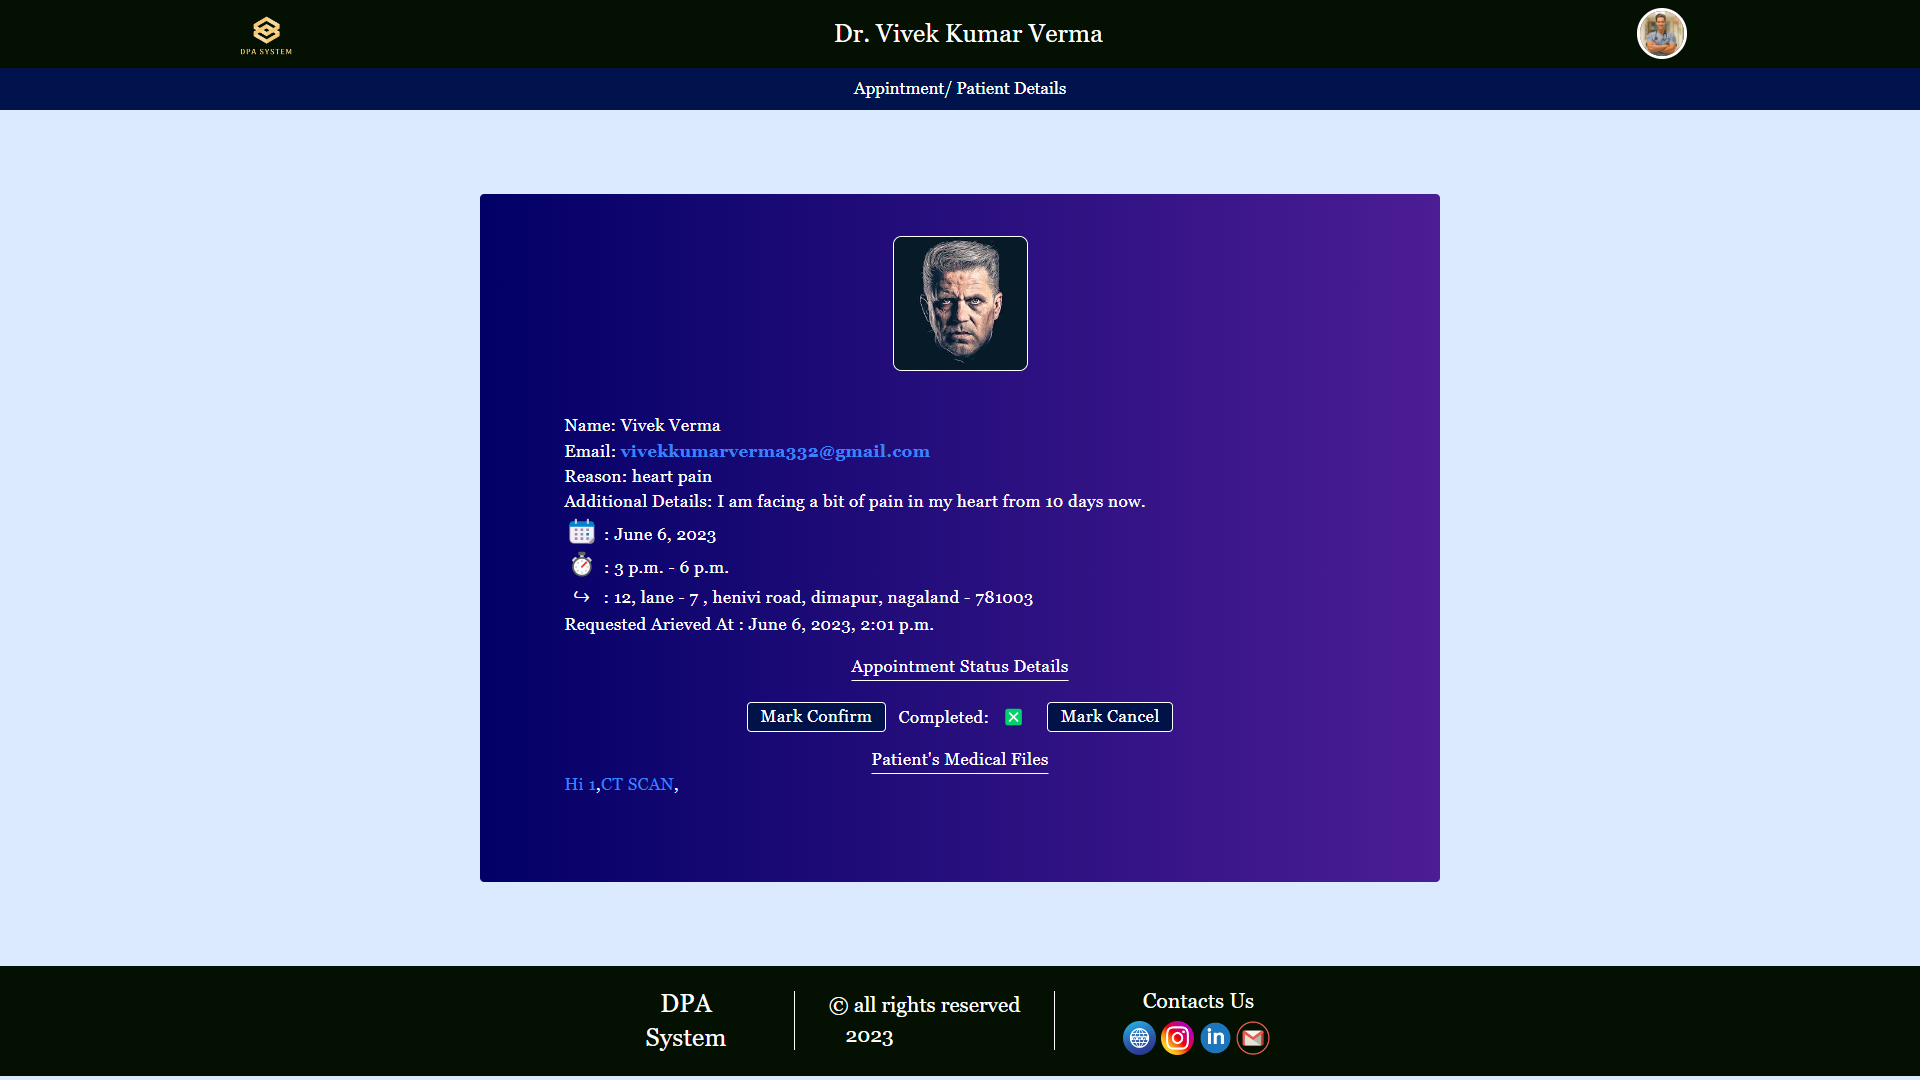 DPA SYSTEM
Dr. Vivek Kumar Verma
Appintment/ Patient Details
Name: Vivek Verma
Email: vivekkumarverma332@gmail.com
Reason: heart pain
Additional Details: I am facing a bit of pain in my heart from 10 days now.
: June 6, 2023
: 3 p.m. - 6 p.m.
: 12, lane - 7 , henivi road, dimapur, nagaland - 781003
Requested Arieved At : June 6, 2023, 2:01 p.m.
Appointment Status Details
Mark Confirm Completed: ❎ Mark Cancel
Patient's Medical Files
Hi 1,CT SCAN,
DPA
System
© all rights reserved
2023
Contacts Us
in